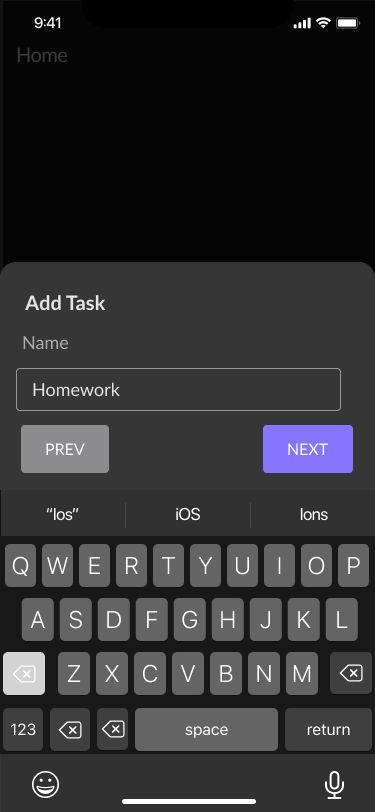 9:41
Home
Add Task
Name
Homework
PREV NEXT
“Ios” iOS Ions
Q W E R T Y U I O P
A S D F G H J K L
Z X C V B N M
123 space return